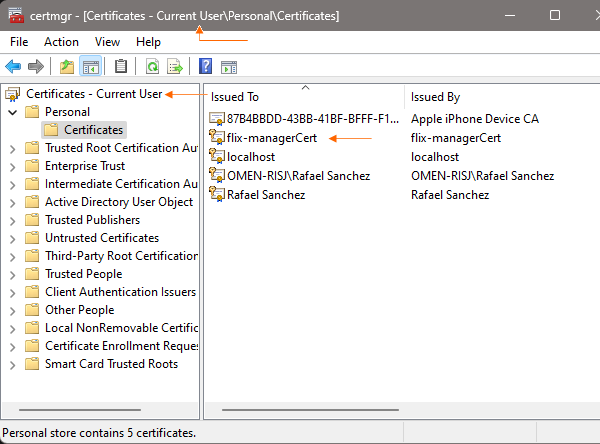 certmgr - [Certificates - Current User\Personal\Certificates]
File Action View Help
Certificates - Current User
Personal
Certificates
Trusted Root Certification Au
Enterprise Trust
Intermediate Certification Au
Active Directory User Object
Trusted Publishers
Untrusted Certificates
Third-Party Root Certification
Trusted People
Client Authentication Issuers
Other People
Local NonRemovable Certific
Certificate Enrollment Reques
Smart Card Trusted Roots
Issued To Issued By
87B4BBDD-43BB-41BF-BFFF-F1... Apple iPhone Device CA
flix-managerCert flix-managerCert
localhost localhost
OMEN-RISJ\Rafael Sanchez OMEN-RISJ\Rafael Sanchez
Rafael Sanchez Rafael Sanchez
Personal store contains 5 certificates.